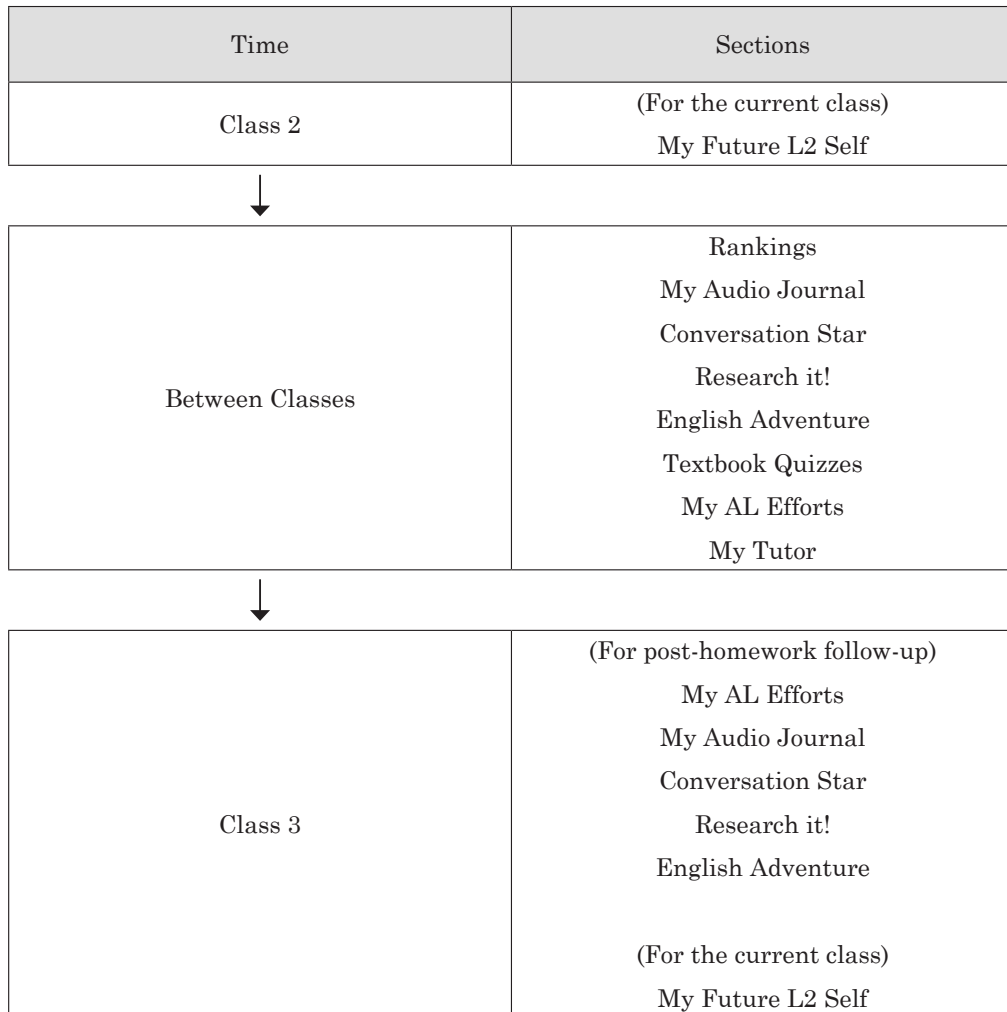 Time
Sections
Class 2
(For the current class)
My Future L2 Self
Between Classes
Rankings
My Audio Journal
Conversation Star
Research it!
English Adventure
Textbook Quizzes
My AL Efforts
My Tutor
Class 3
(For post-homework follow-up)
My AL Efforts
My Audio Journal
Conversation Star
Research it!
English Adventure
(For the current class)
My Future L2 Self